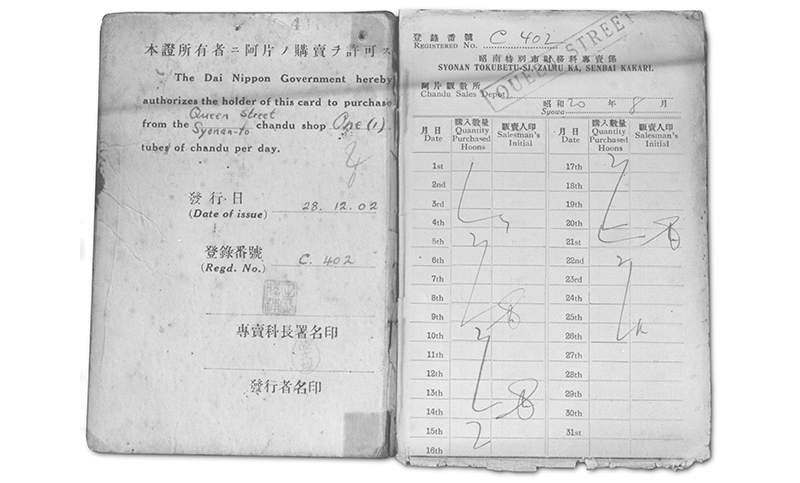 本證所有者ニ阿片ノ購賣ヲ許可ス
The Dai Nippon Government hereby
authorizes the holder of this card to purchase
Queen Street
from the Syonan-to chandu shop One (1)
tubes of chandu per day.
發行日
(Date of issue) 28. 12. 02
登錄番號
(Regd. No.) C. 402
專賣科長署名印
發行者名印
登錄番號
REGISTERED No. C 402
昭南特別市財務科專賣係
SYONAN TOKUBETU-SI, ZAIMU KA, SENBAI KAKARI.
QUEEN STREET
阿片販數所
Chandu Sales Depot
昭和 20 年 8 月
Syowa
月日 購入數量 販賣人印 月日 購入數量 販賣人印
Date Quantity Purchased Hoons Salesman's Initial Date Quantity Purchased Hoons Salesman's Initial
1st 17th
2nd 18th
3rd 19th
4th 20th
5th 21st
6th 22nd
7th 23rd
8th 24th
9th 25th
10th 26th
11th 27th
12th 28th
13th 29th
14th 30th
15th 2 31st
16th